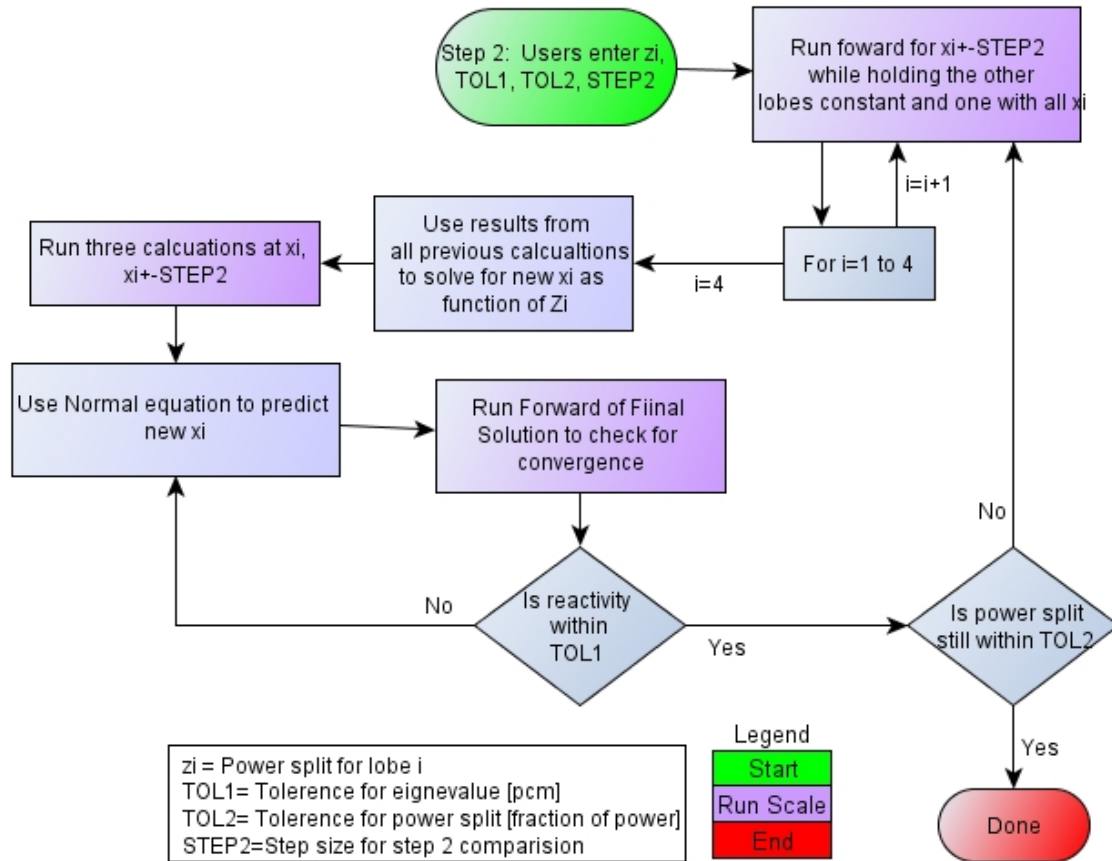 Step 2: Users enter zi,
TOL1, TOL2, STEP2
Run foward for xi+-STEP2
while holding the other
lobes constant and one with all xi
i=i+1
For i=1 to 4
i=4
Use results from
all previous calcualtions
to solve for new xi as
function of Zi
Run three calcuations at xi,
xi+-STEP2
Use Normal equation to predict
new xi
Run Forward of Fiinal
Solution to check for
convergence
Is reactivity
within
TOL1
No
Yes
Is power split
still within TOL2
No
Yes
Done
zi = Power split for lobe i
TOL1= Tolerence for eignevalue [pcm]
TOL2= Tolerence for power split [fraction of power]
STEP2=Step size for step 2 comparision
Legend
Start
Run Scale
End